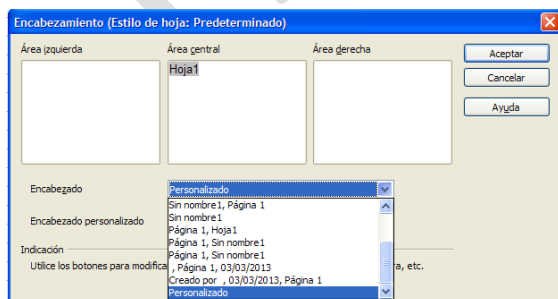 Encabezamiento (Estilo de hoja: Predeterminado)
Área izquierda
Área central
Área derecha
Aceptar
Hoja1
Cancelar
Ayuda
Encabezado
Personalizado
Sin nombre1, Página 1
Sin nombre1
Encabezado personalizado
Página 1, Hoja1
Página 1, Sin nombre1
Página 1, Sin nombre1
Indicación
, Página 1, 03/03/2013
Utilice los botones para modifica
ra, etc.
Creado por , 03/03/2013, Página 1
Personalizado